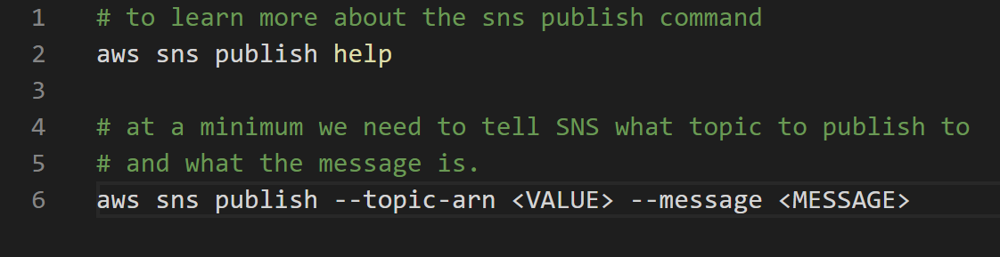 1 # to learn more about the sns publish command
2 aws sns publish help
3
4 # at a minimum we need to tell SNS what topic to publish to
5 # and what the message is.
6 aws sns publish --topic-arn <VALUE> --message <MESSAGE>